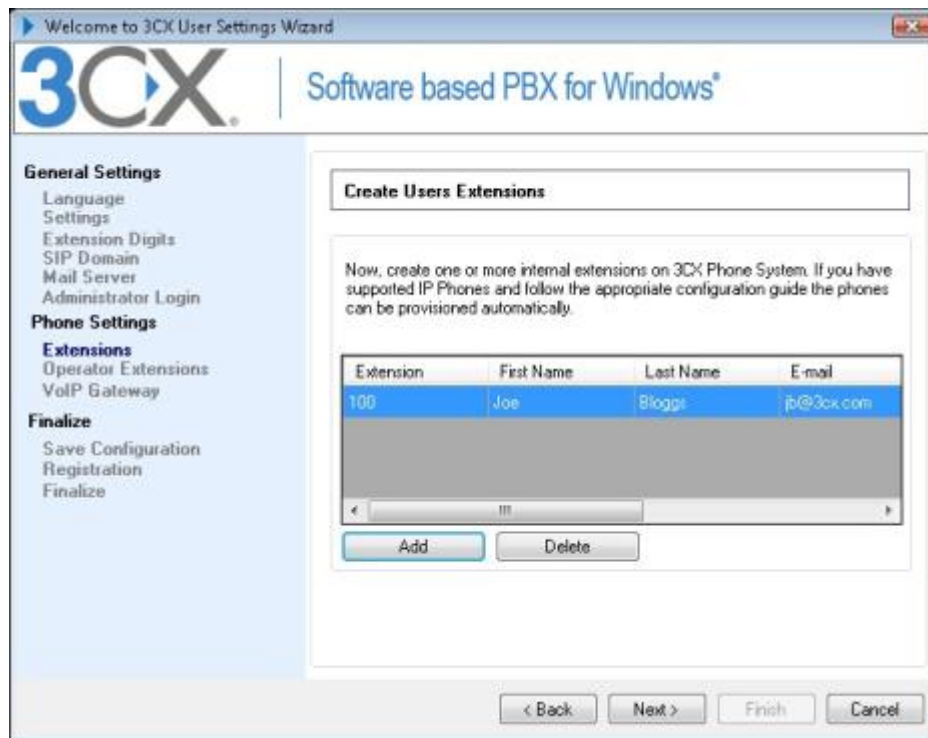 Welcome to 3CX User Settings Wizard
3CX.
Software based PBX for Windows®
General Settings
Language
Settings
Extension Digits
SIP Domain
Mail Server
Administrator Login
Phone Settings
Extensions
Operator Extensions
VoIP Gateway
Finalize
Save Configuration
Registration
Finalize
Create Users Extensions
Now, create one or more internal extensions on 3CX Phone System. If you have
supported IP Phones and follow the appropriate configuration guide the phones
can be provisioned automatically.
Extension First Name Last Name E-mail
100 Joe Bloggs jb@3cx.com
Add Delete
< Back Next > Finish Cancel